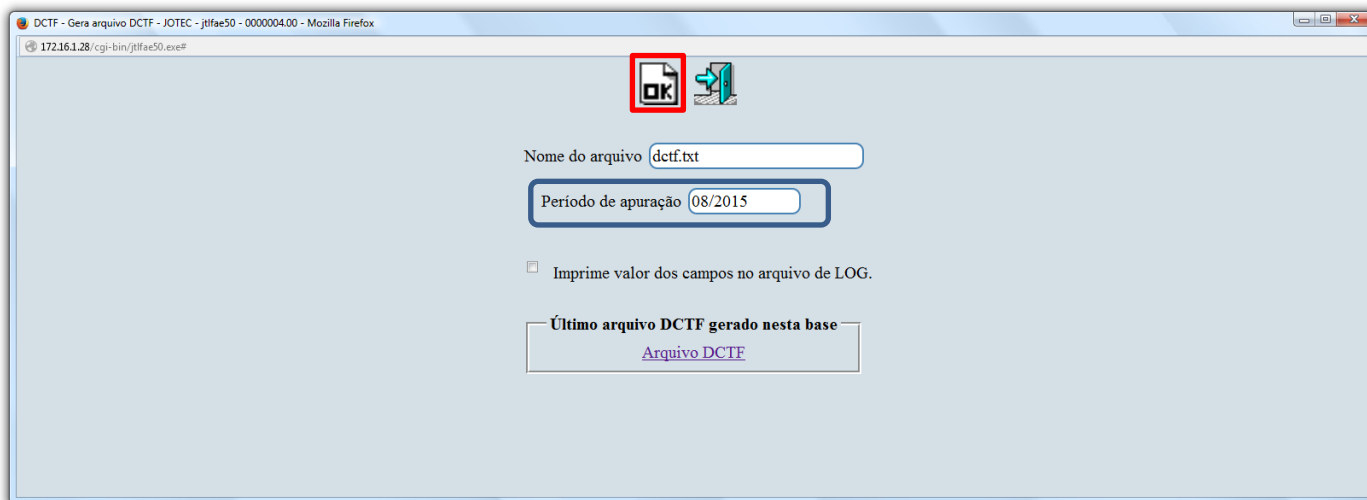 DCTF - Gera arquivo DCTF - JOTEC - jtlfae50 - 0000004.00 - Mozilla Firefox
172.16.1.28/cgi-bin/jtlfae50.exe#
OK
Nome do arquivo dctf.txt
Período de apuração 08/2015
Imprime valor dos campos no arquivo de LOG.
Último arquivo DCTF gerado nesta base
Arquivo DCTF